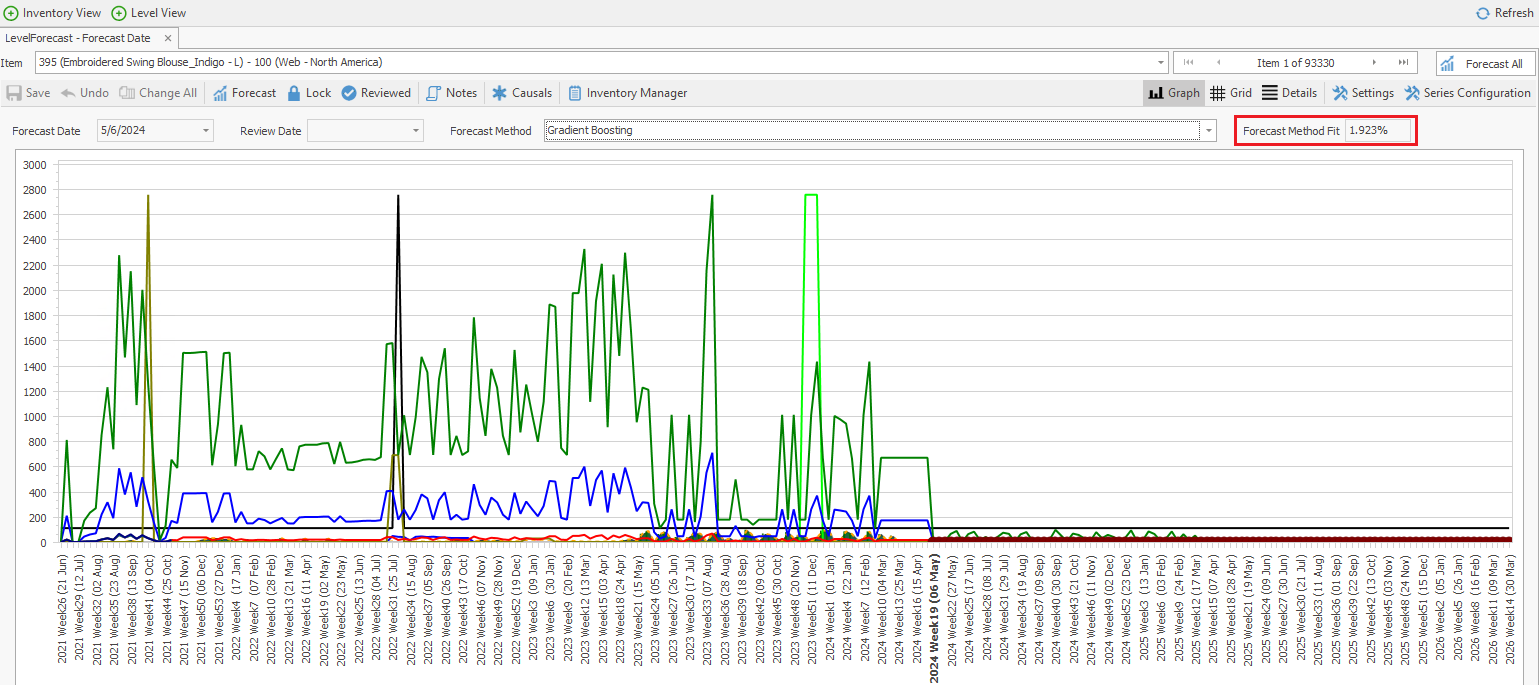 Inventory View Level View Refresh
LevelForecast - Forecast Date ×
Item 395 (Embroidered Swing Blouse_Indigo - L) - 100 (Web - North America) Item 1 of 93330 Forecast All
Save Undo Change All Forecast Lock Reviewed Notes Causals Inventory Manager Graph Grid Details Settings Series Configuration
Forecast Date 5/6/2024 Review Date Forecast Method Gradient Boosting Forecast Method Fit 1.923%
3000
2800
2600
2400
2200
2000
1800
1600
1400
1200
1000
800
600
400
200
0
2021 Week26 (21 Jun)
2021 Week29 (12 Jul)
2021 Week32 (02 Aug)
2021 Week35 (23 Aug)
2021 Week38 (13 Sep)
2021 Week41 (04 Oct)
2021 Week44 (25 Oct)
2021 Week47 (15 Nov)
2021 Week50 (06 Dec)
2021 Week53 (27 Dec)
2022 Week4 (17 Jan)
2022 Week7 (07 Feb)
2022 Week10 (28 Feb)
2022 Week13 (21 Mar)
2022 Week16 (11 Apr)
2022 Week19 (02 May)
2022 Week22 (23 May)
2022 Week25 (13 Jun)
2022 Week28 (04 Jul)
2022 Week31 (25 Jul)
2022 Week34 (15 Aug)
2022 Week37 (05 Sep)
2022 Week40 (26 Sep)
2022 Week43 (17 Oct)
2022 Week46 (07 Nov)
2022 Week49 (28 Nov)
2022 Week52 (19 Dec)
2023 Week3 (09 Jan)
2023 Week6 (30 Jan)
2023 Week9 (20 Feb)
2023 Week12 (13 Mar)
2023 Week15 (03 Apr)
2023 Week18 (24 Apr)
2023 Week21 (15 May)
2023 Week24 (05 Jun)
2023 Week27 (26 Jun)
2023 Week30 (17 Jul)
2023 Week33 (07 Aug)
2023 Week36 (28 Aug)
2023 Week39 (18 Sep)
2023 Week42 (09 Oct)
2023 Week45 (30 Oct)
2023 Week48 (20 Nov)
2023 Week51 (11 Dec)
2024 Week1 (01 Jan)
2024 Week4 (22 Jan)
2024 Week7 (12 Feb)
2024 Week10 (04 Mar)
2024 Week13 (25 Mar)
2024 Week16 (15 Apr)
2024 Week19 (06 May)
2024 Week22 (27 May)
2024 Week25 (17 Jun)
2024 Week28 (08 Jul)
2024 Week31 (29 Jul)
2024 Week34 (19 Aug)
2024 Week37 (09 Sep)
2024 Week40 (30 Sep)
2024 Week43 (21 Oct)
2024 Week46 (11 Nov)
2024 Week49 (02 Dec)
2024 Week52 (23 Dec)
2025 Week3 (13 Jan)
2025 Week6 (03 Feb)
2025 Week9 (24 Feb)
2025 Week12 (17 Mar)
2025 Week15 (07 Apr)
2025 Week18 (28 Apr)
2025 Week21 (19 May)
2025 Week24 (09 Jun)
2025 Week27 (30 Jun)
2025 Week30 (21 Jul)
2025 Week33 (11 Aug)
2025 Week36 (01 Sep)
2025 Week39 (22 Sep)
2025 Week42 (13 Oct)
2025 Week45 (03 Nov)
2025 Week48 (24 Nov)
2025 Week51 (15 Dec)
2026 Week2 (05 Jan)
2026 Week5 (26 Jan)
2026 Week8 (16 Feb)
2026 Week11 (09 Mar)
2026 Week14 (30 Mar)